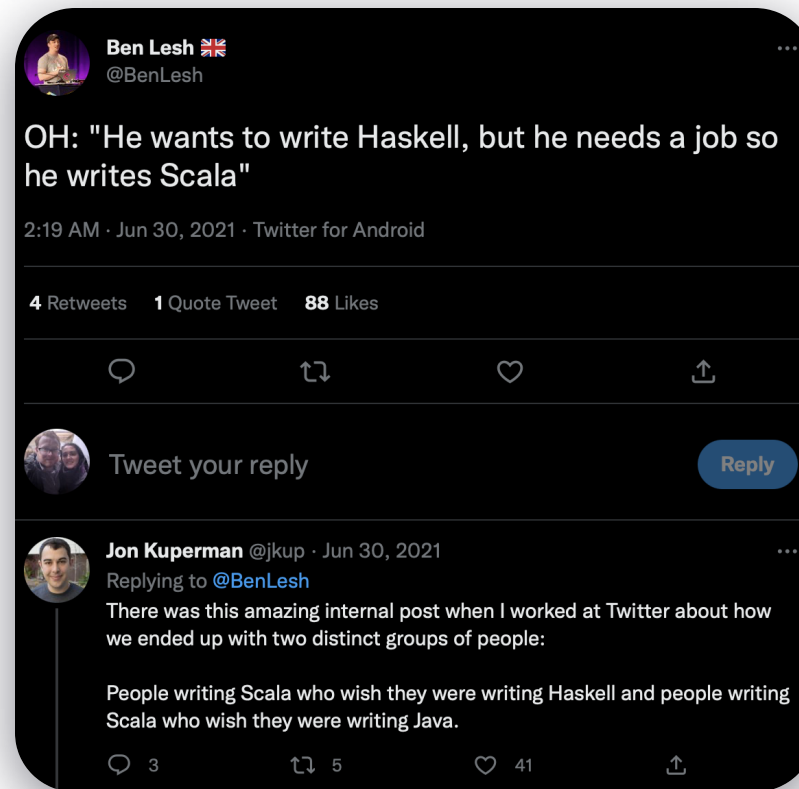 Ben Lesh 🇬🇧
@BenLesh
OH: "He wants to write Haskell, but he needs a job so
he writes Scala"
2:19 AM · Jun 30, 2021 · Twitter for Android
4 Retweets 1 Quote Tweet 88 Likes
Tweet your reply
Reply
Jon Kuperman @jkup · Jun 30, 2021
Replying to @BenLesh
There was this amazing internal post when I worked at Twitter about how
we ended up with two distinct groups of people:
People writing Scala who wish they were writing Haskell and people writing
Scala who wish they were writing Java.
3 5 41